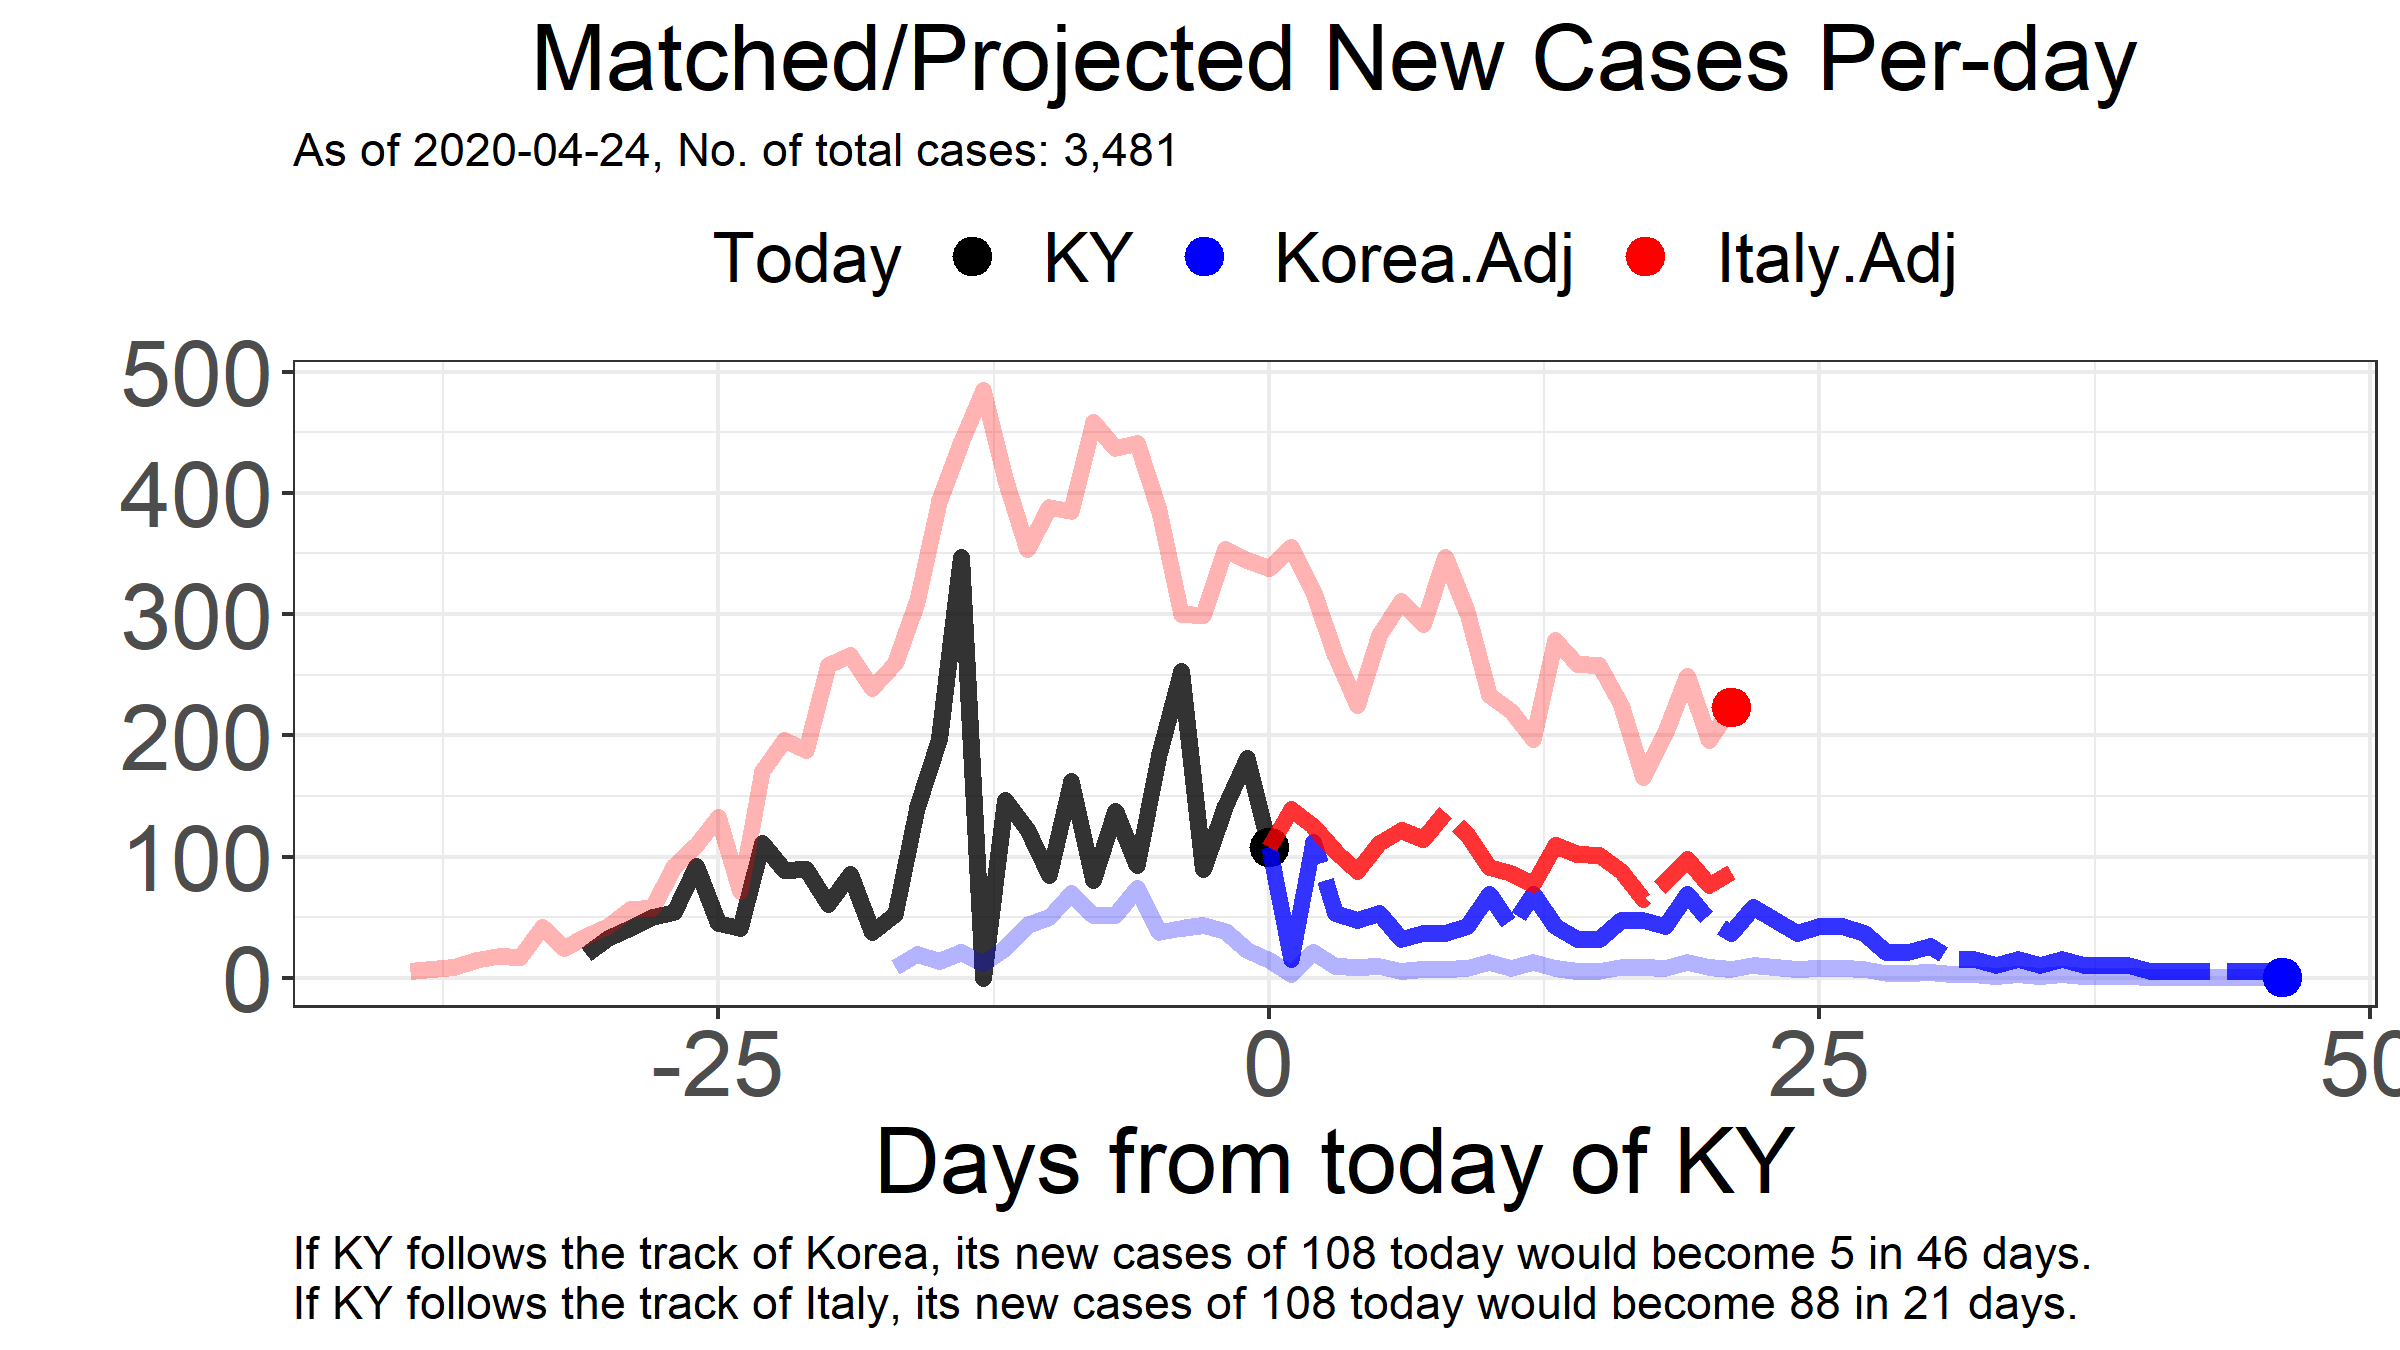 Matched/Projected New Cases Per-day
As of 2020-04-24, No. of total cases: 3,481
Today KY Korea.Adj Italy.Adj
500
400
300
200
100
0
-25 0 25 50
Days from today of KY
If KY follows the track of Korea, its new cases of 108 today would become 5 in 46 days.
If KY follows the track of Italy, its new cases of 108 today would become 88 in 21 days.